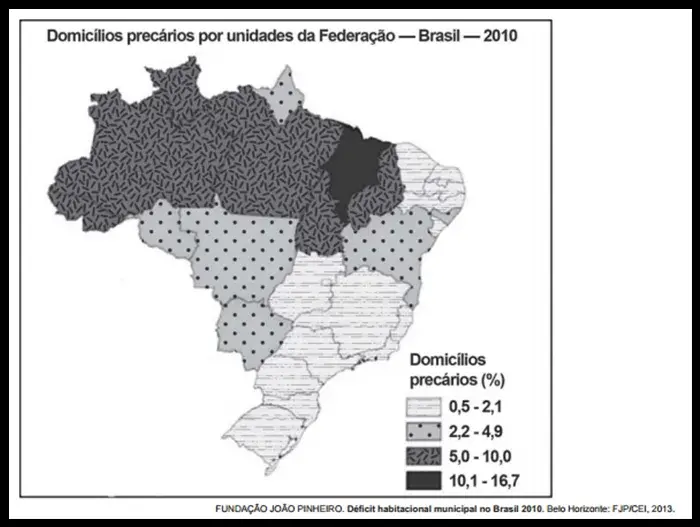 Domicílios precários por unidades da Federação — Brasil — 2010
Domicílios
precários (%)
0,5 - 2,1
2,2 - 4,9
5,0 - 10,0
10,1 - 16,7
FUNDAÇÃO JOÃO PINHEIRO. Déficit habitacional municipal no Brasil 2010. Belo Horizonte: FJP/CEI, 2013.